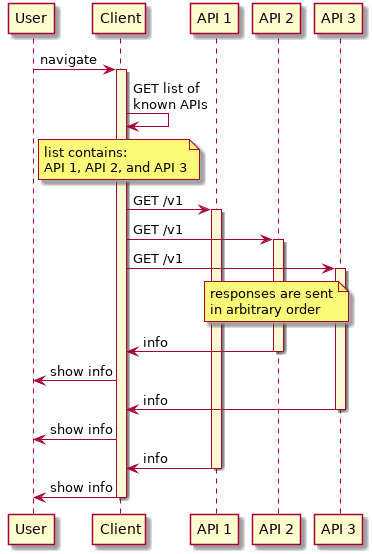 User Client API 1 API 2 API 3
navigate
GET list of
known APIs
list contains:
API 1, API 2, and API 3
GET /v1
GET /v1
GET /v1
responses are sent
in arbitrary order
info
show info
info
show info
info
show info
User Client API 1 API 2 API 3